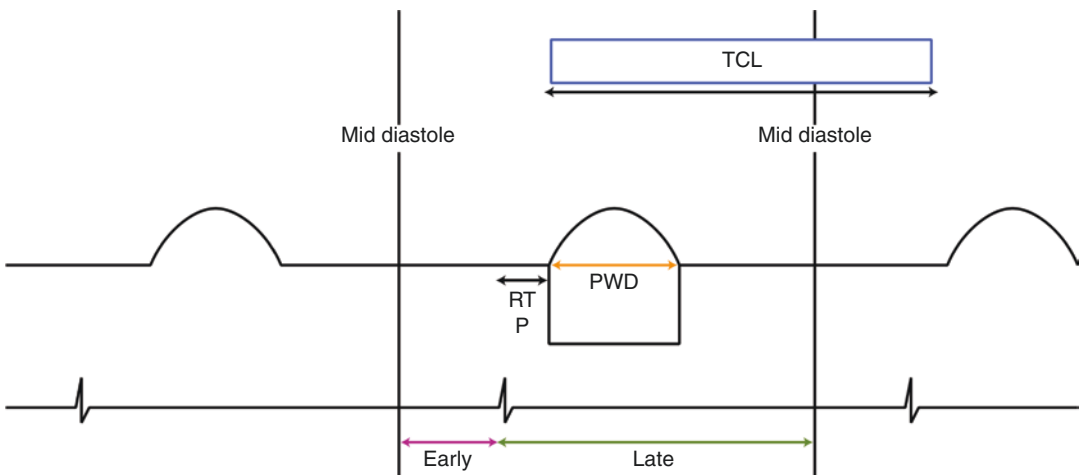 TCL
Mid diastole
Mid diastole
RT
P
PWD
Early
Late